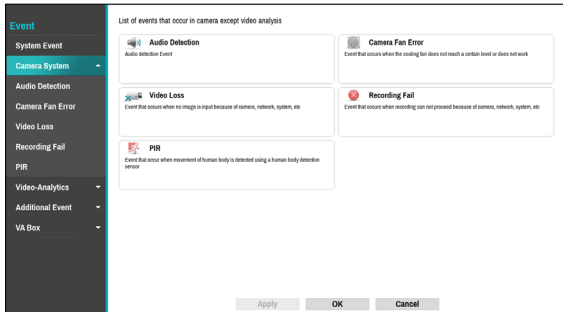 Event
System Event
Camera System
Audio Detection
Camera Fan Error
Video Loss
Recording Fail
PIR
Video-Analytics
Additional Event
VA Box
List of events that occur in camera except video analysis
Audio Detection
Audio detection Event
Camera Fan Error
Event that occurs when the cooling fan does not reach a certain level or does not work
Video Loss
Event that occurs when no image is input because of camera, network, system, etc
Recording Fail
Event that occurs when recording can not proceed because of camera, network, system, etc
PIR
Event that occur when movement of human body is detected using a human body detection
sensor
Apply
OK
Cancel